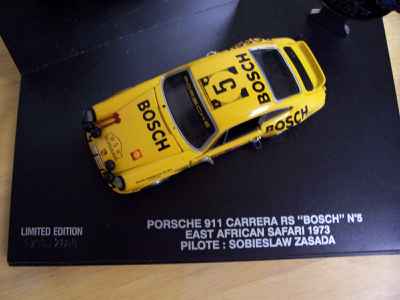 PORSCHE
5
BOSCH
BOSCH
BOSCH
LIMITED EDITION
PORSCHE 911 CARRERA RS "BOSCH" N°5
EAST AFRICAN SAFARI 1973
PILOTE : SOBIESLAW ZASADA